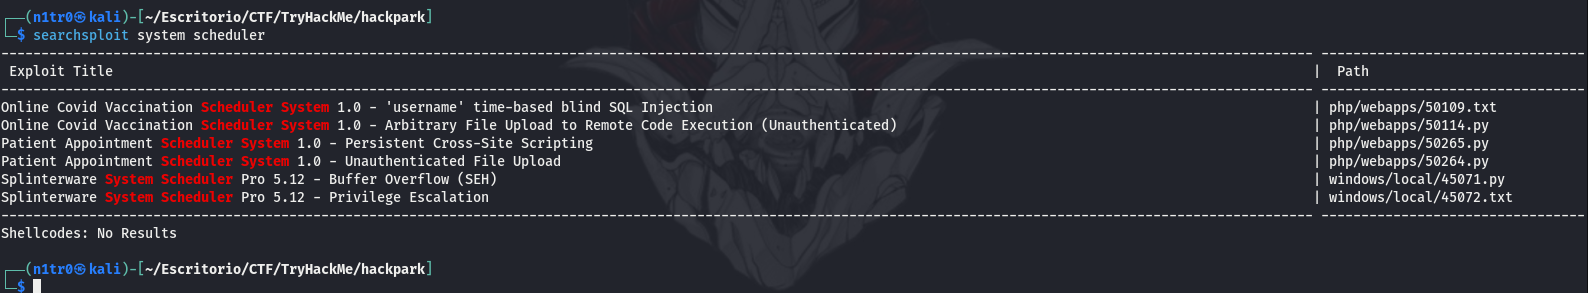 ┌──(n1tr0㉿kali)-[~/Escritorio/CTF/TryHackMe/hackpark]
└─$ searchsploit system scheduler
Exploit Title | Path
Online Covid Vaccination Scheduler System 1.0 - 'username' time-based blind SQL Injection | php/webapps/50109.txt
Online Covid Vaccination Scheduler System 1.0 - Arbitrary File Upload to Remote Code Execution (Unauthenticated) | php/webapps/50114.py
Patient Appointment Scheduler System 1.0 - Persistent Cross-Site Scripting | php/webapps/50265.py
Patient Appointment Scheduler System 1.0 - Unauthenticated File Upload | php/webapps/50264.py
Splinterware System Scheduler Pro 5.12 - Buffer Overflow (SEH) | windows/local/45071.py
Splinterware System Scheduler Pro 5.12 - Privilege Escalation | windows/local/45072.txt
Shellcodes: No Results
┌──(n1tr0㉿kali)-[~/Escritorio/CTF/TryHackMe/hackpark]
└─$